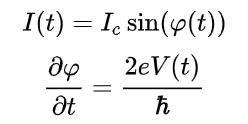 I(t) = I_c sin(φ(t))
∂φ/∂t = 2eV(t)/ħ